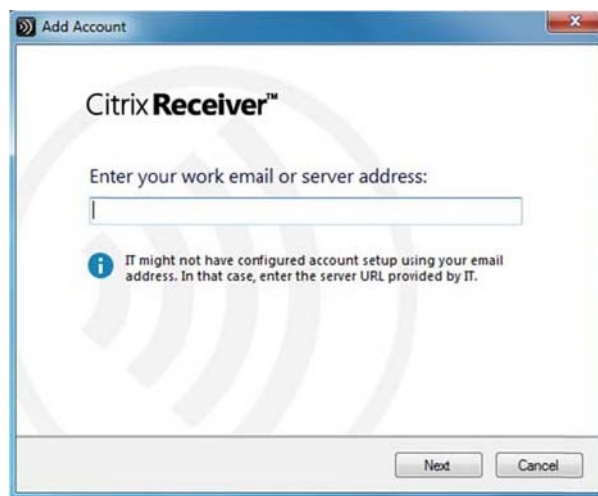 Add Account
Citrix Receiver™
Enter your work email or server address:
IT might not have configured account setup using your email
address. In that case, enter the server URL provided by IT.
Next Cancel